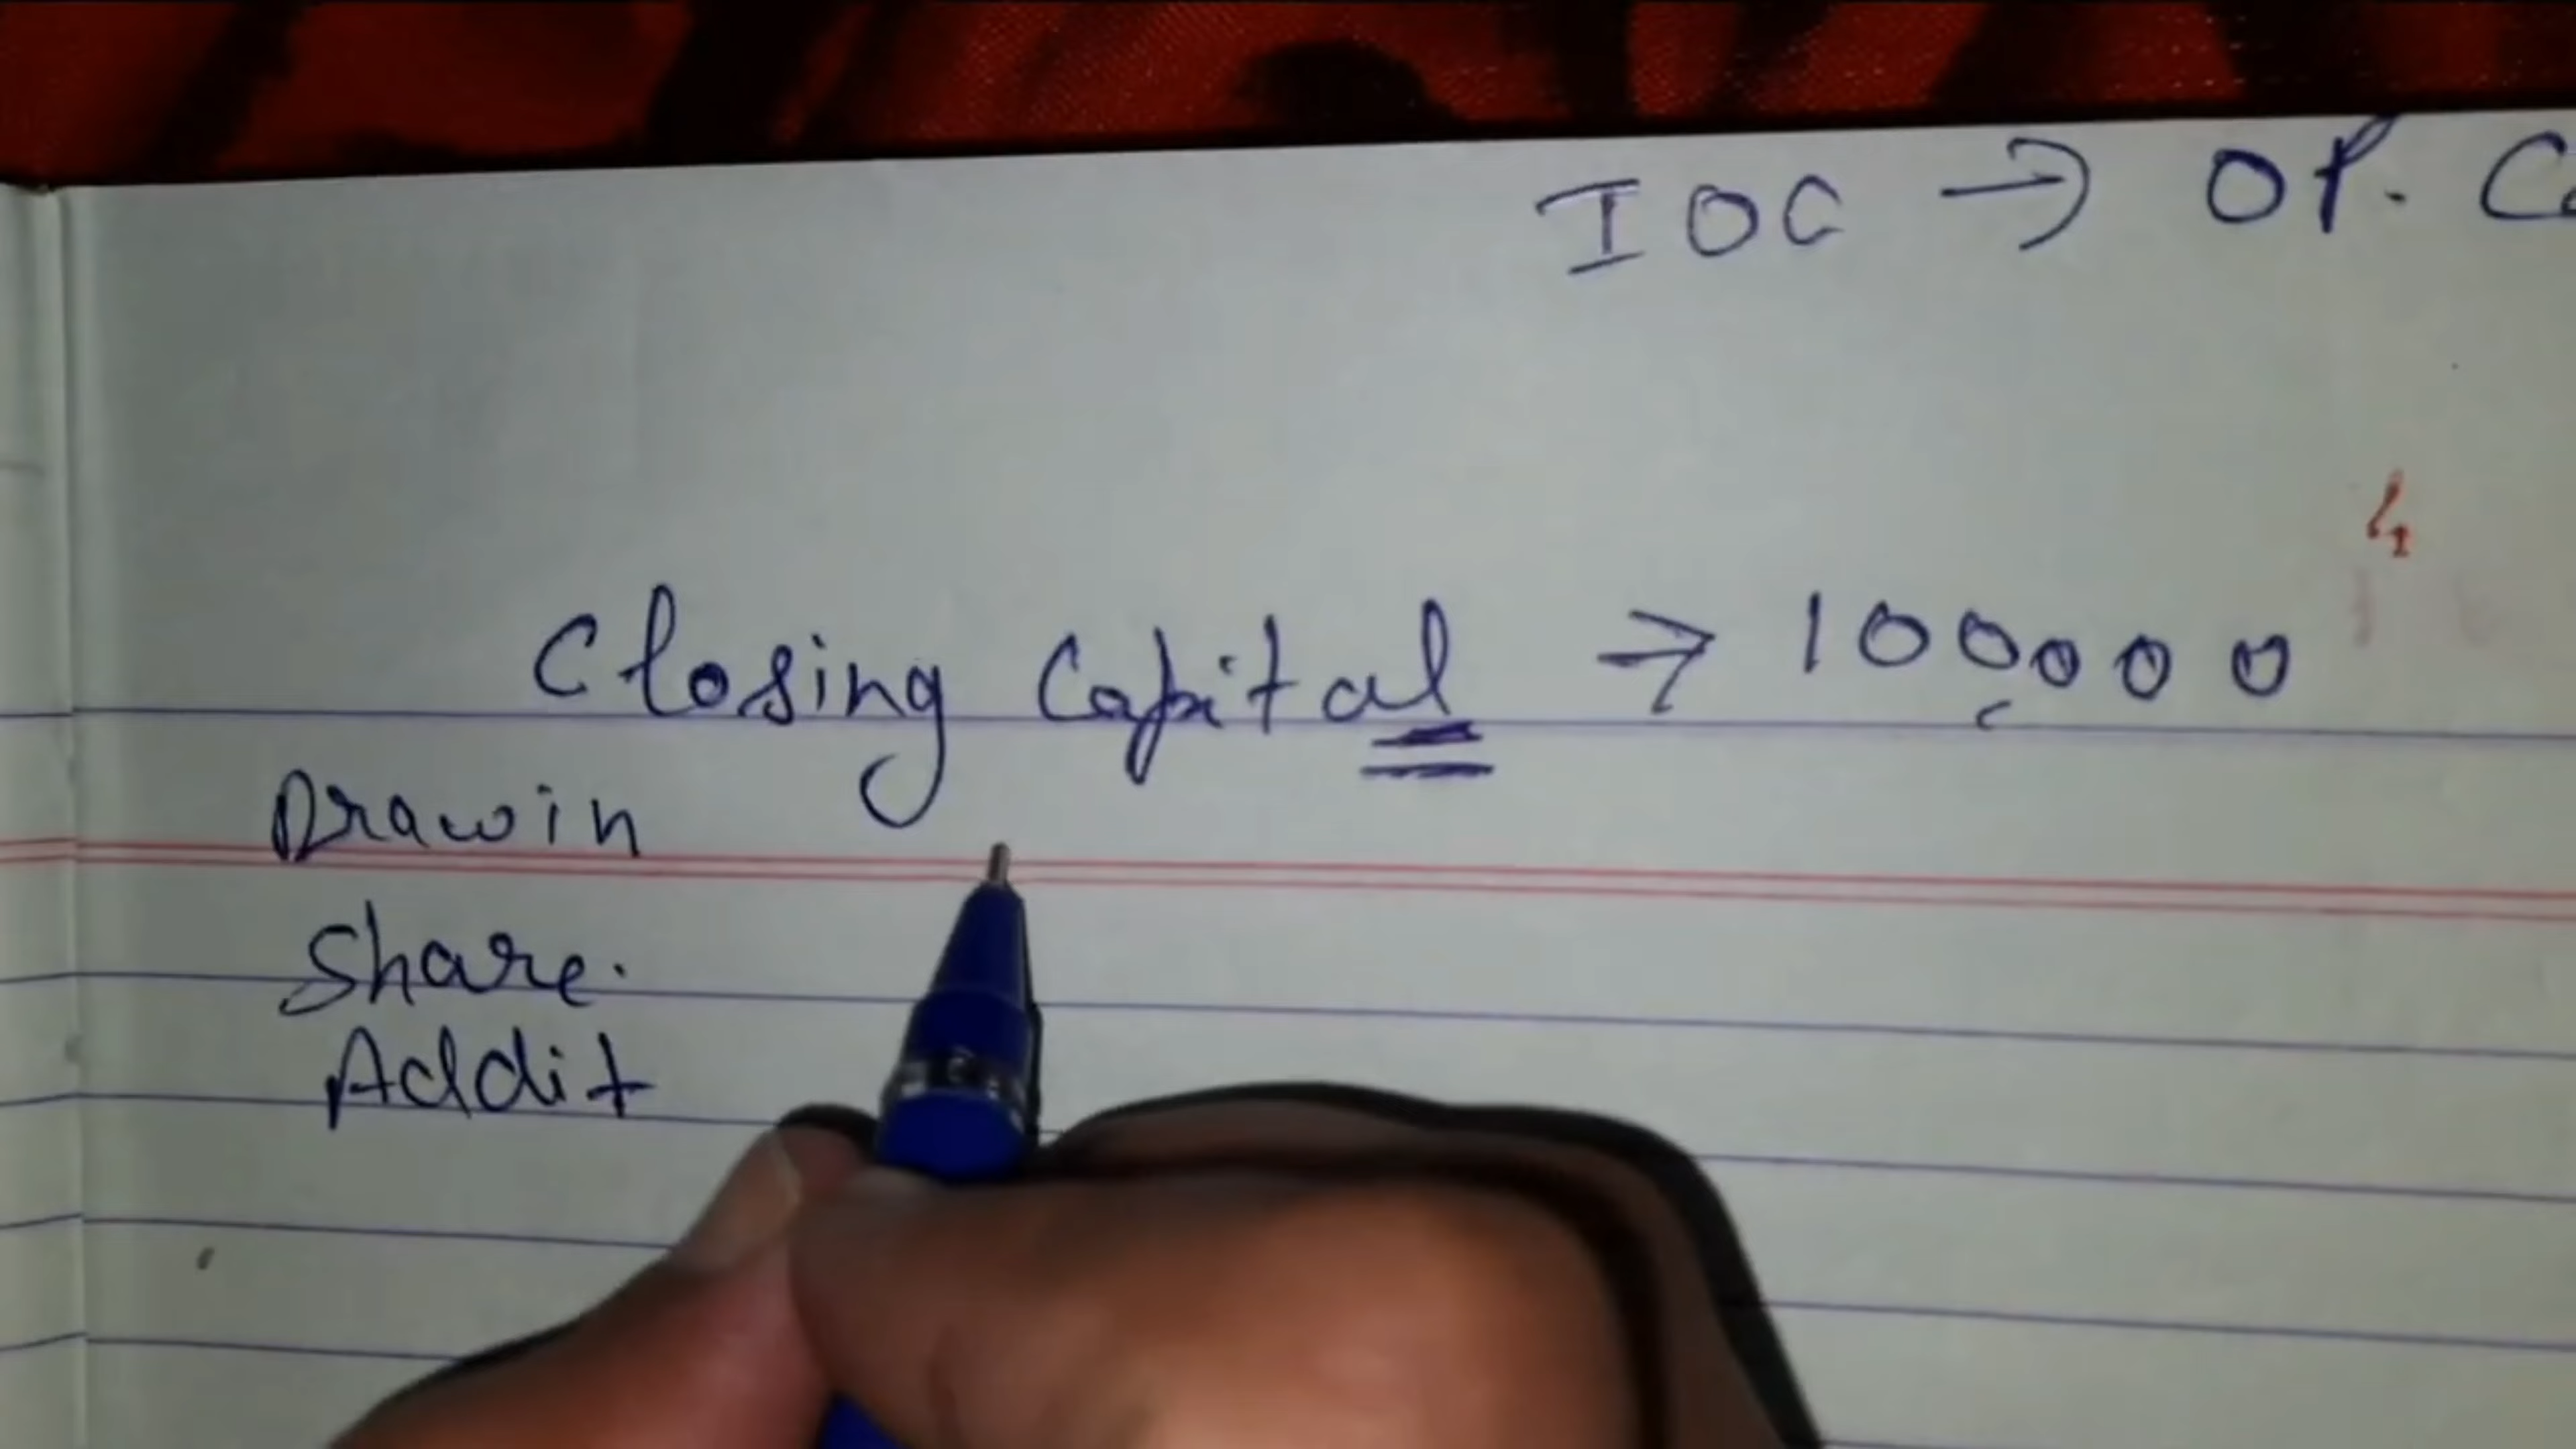 IOC → OP.
Closing Capital → 100000
Drawin
Share.
Addit